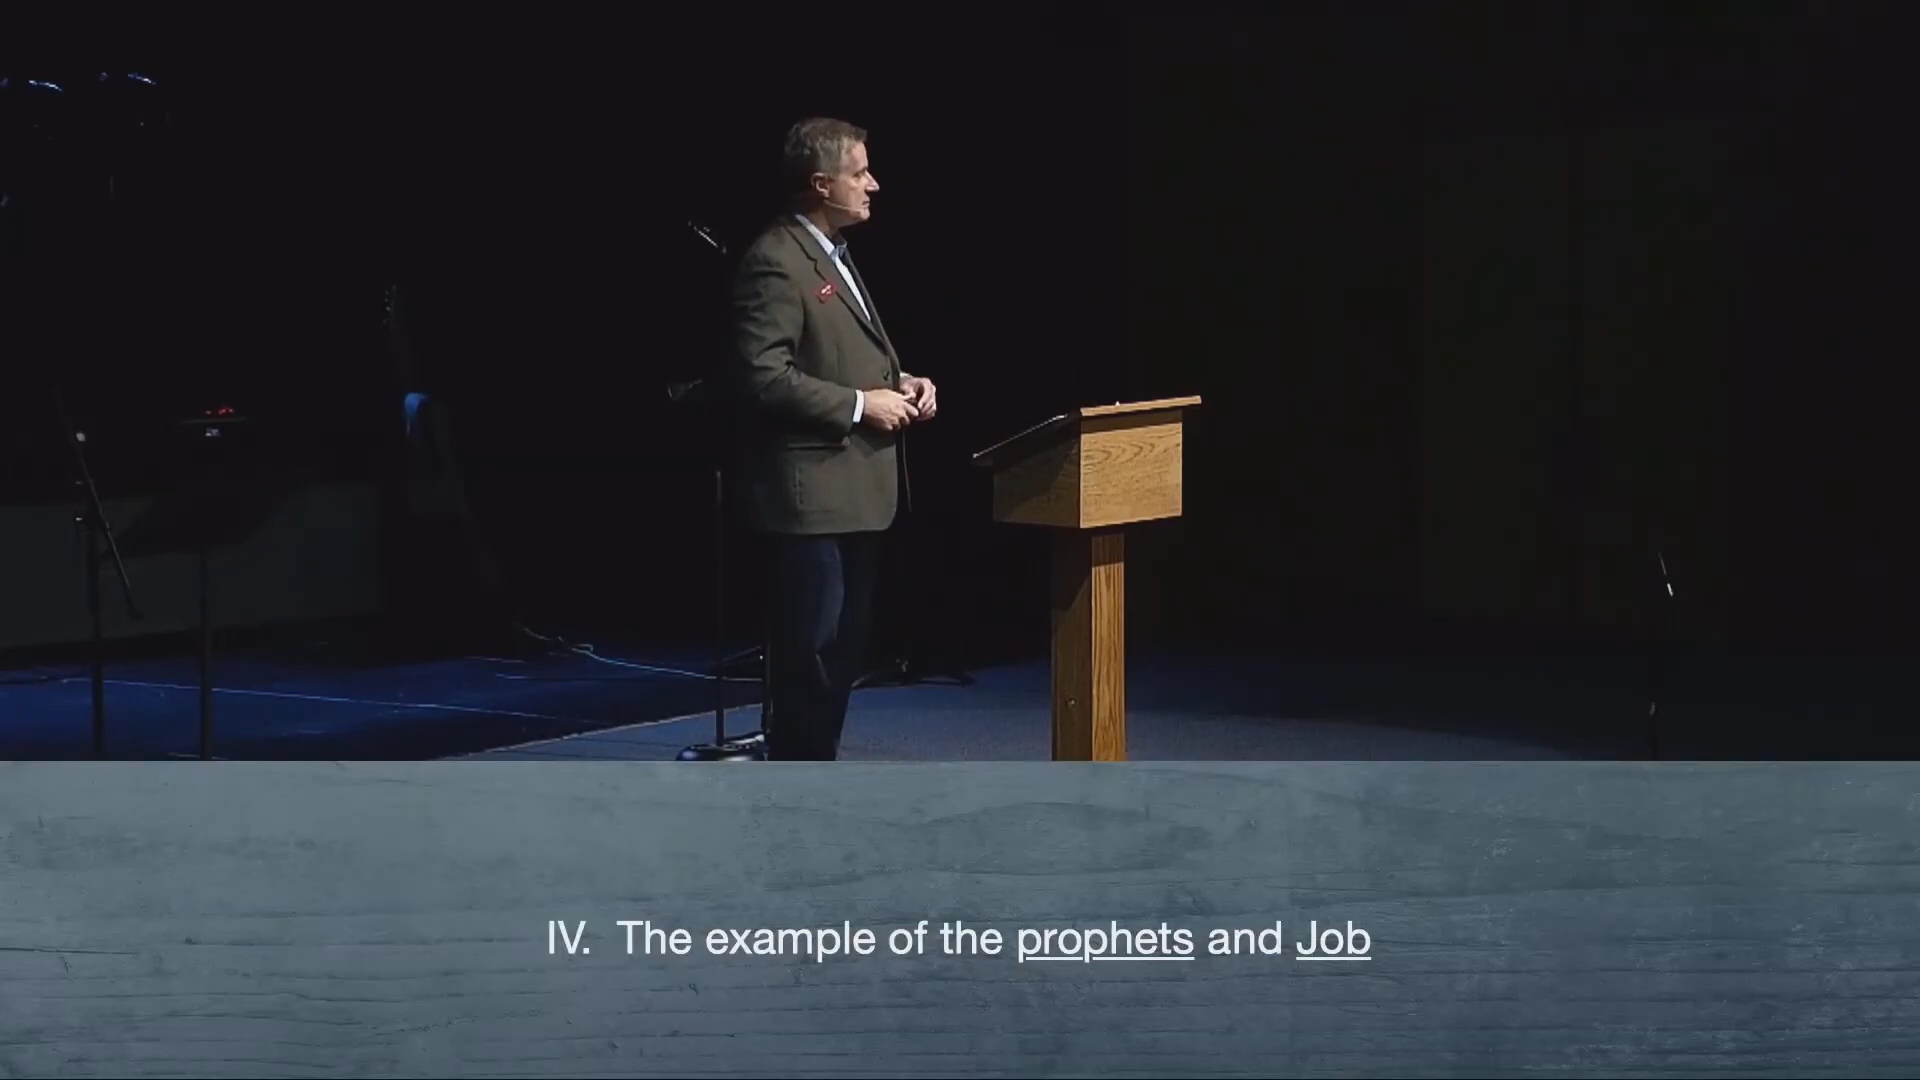 IV. The example of the prophets and Job